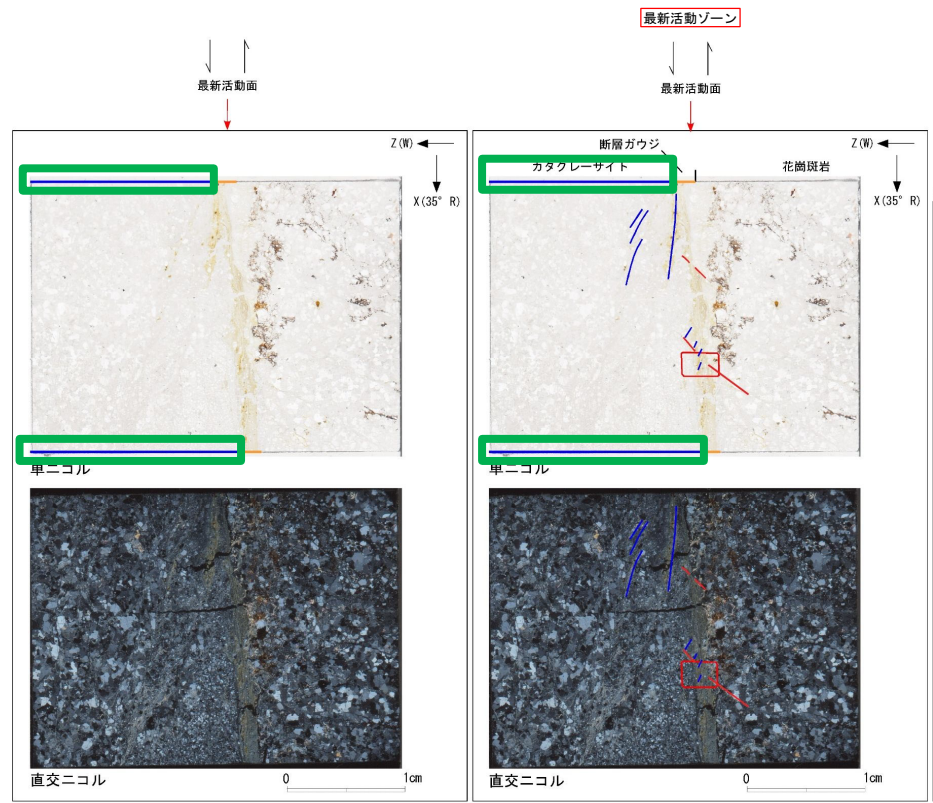 最新活動ゾーン
最新活動面
最新活動面
Z(W)
X(35°R)
単ニコル
直交ニコル
0 1cm
断層ガウジ
Z(W)
カタクレーサイト
花崗斑岩
X(35°R)
単ニコル
直交ニコル
0 1cm